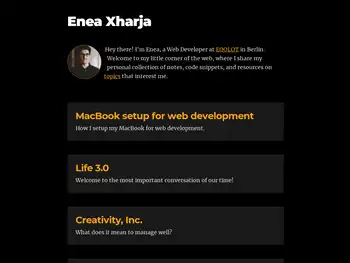 Enea Xharja
Hey there! I'm Enea, a Web Developer at EQOLOT in Berlin.
Welcome to my little corner of the web, where I share my
personal collection of notes, code snippets, and resources on
topics that interest me.
MacBook setup for web development
How I setup my MacBook for web development.
Life 3.0
Welcome to the most important conversation of our time!
Creativity, Inc.
What does it mean to manage well?